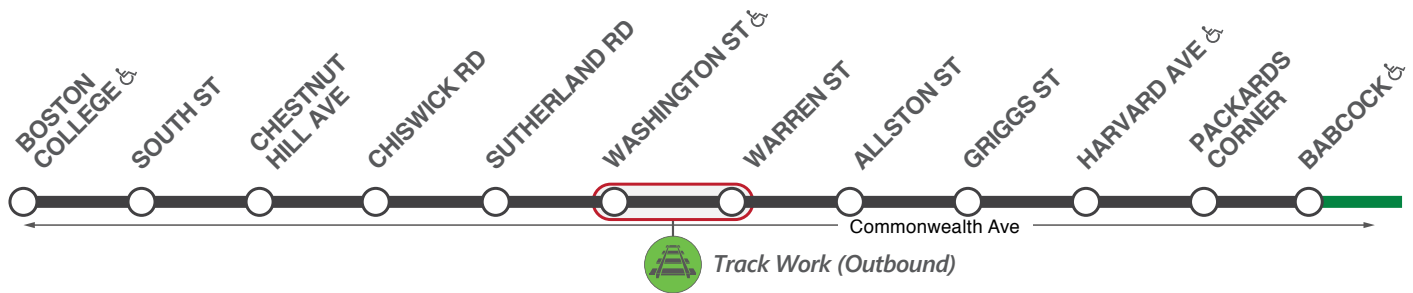 BOSTON
COLLEGE
SOUTH ST
CHESTNUT
HILL AVE
CHISWICK RD
SUTHERLAND RD
WASHINGTON ST
WARREN ST
ALLSTON ST
GRIGGS ST
HARVARD AVE
PACKARDS
CORNER
BABCOCK
Commonwealth Ave
Track Work (Outbound)